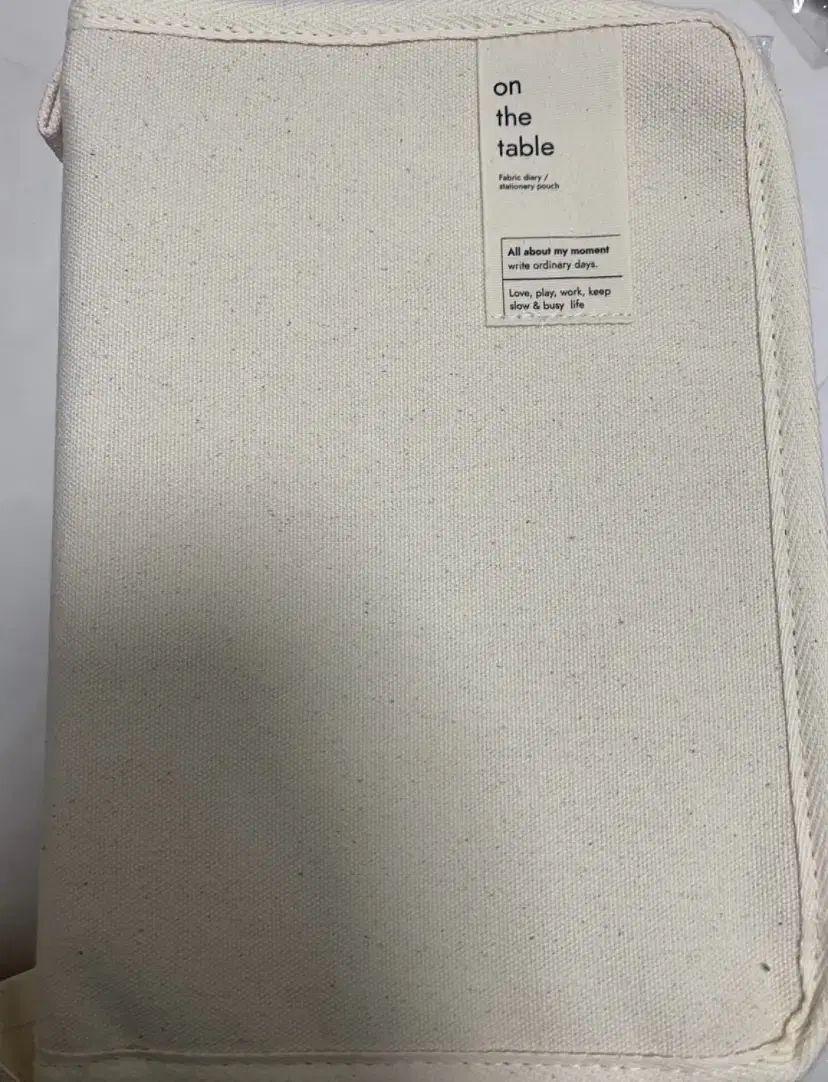 on
the
table
Fabric diary /
stationery pouch
All about my moment
write ordinary days.
Love, play, work, keep
slow & busy life